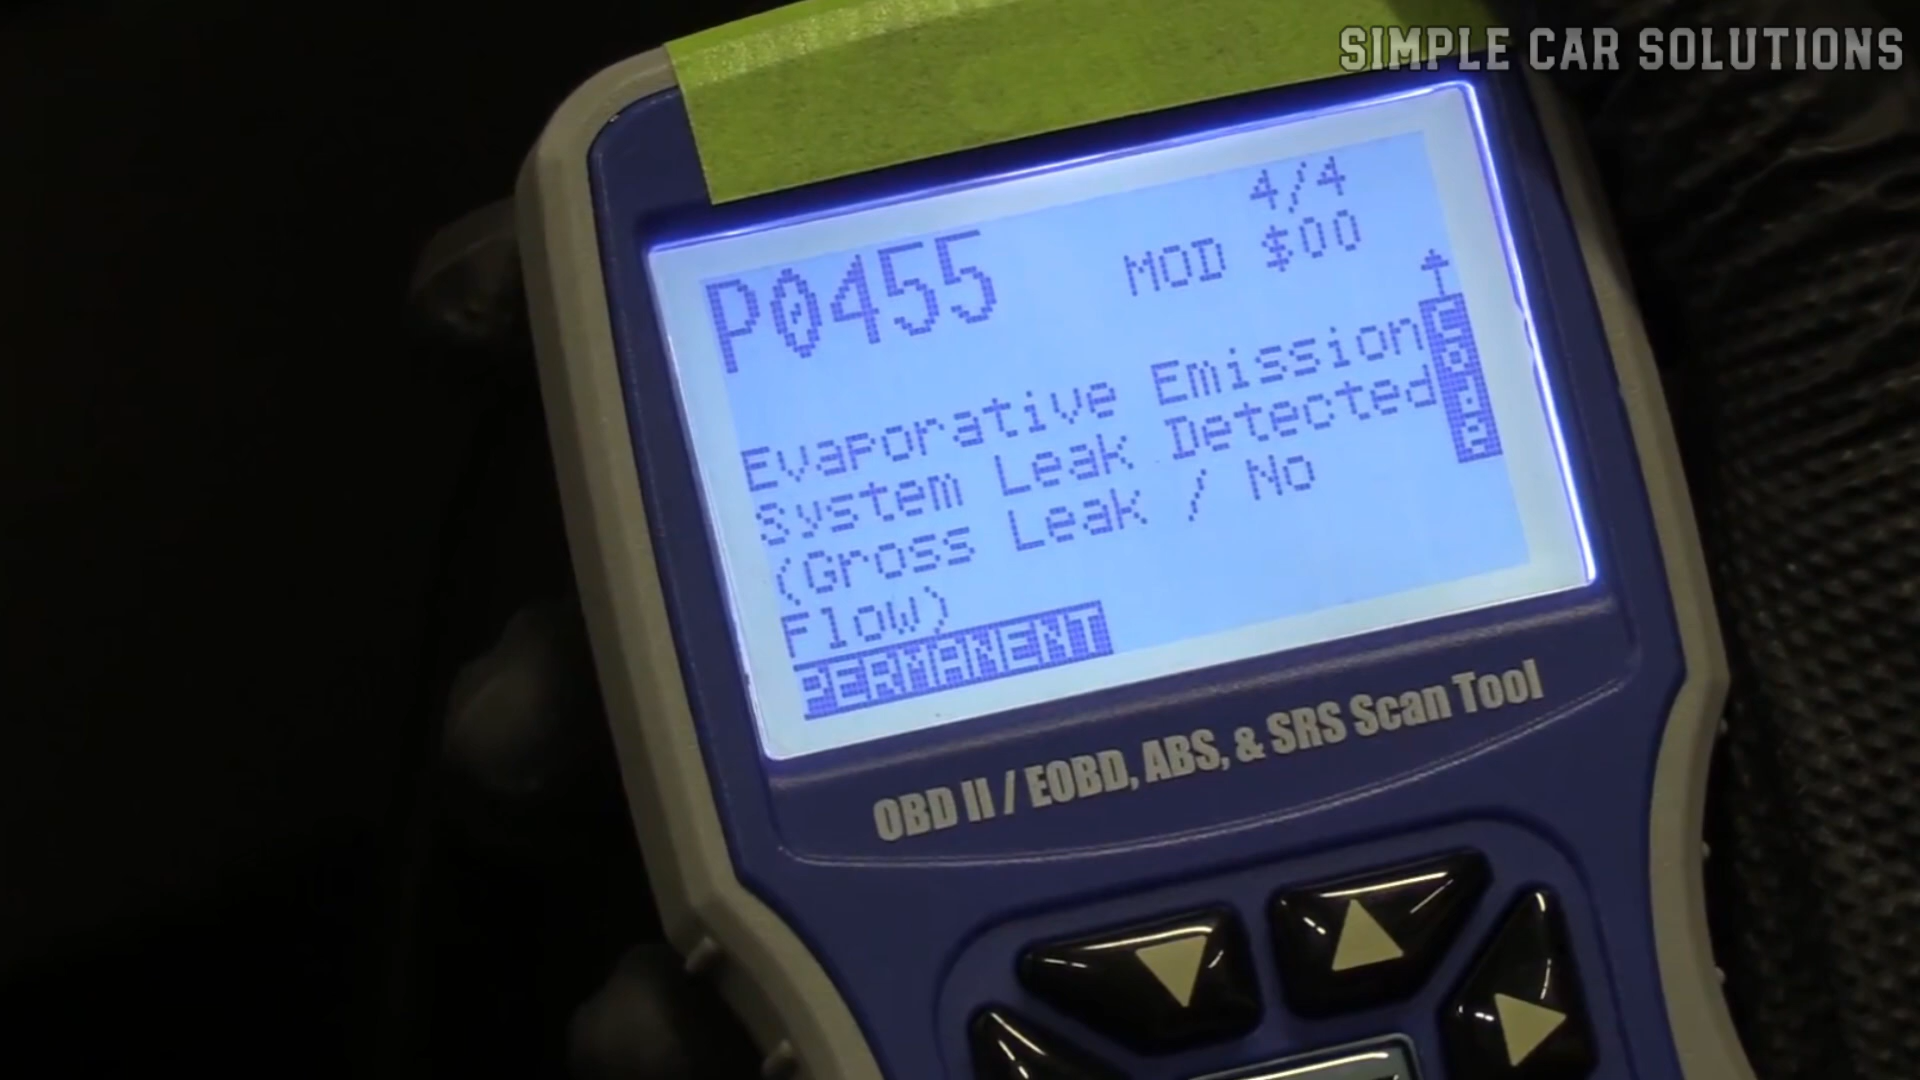 SIMPLE CAR SOLUTIONS
4/4
P0455 MOD $00
Evaporative Emission
System Leak Detected
(Gross Leak / No
Flow)
PERMANENT
OBD II / EOBD, ABS, & SRS Scan Tool